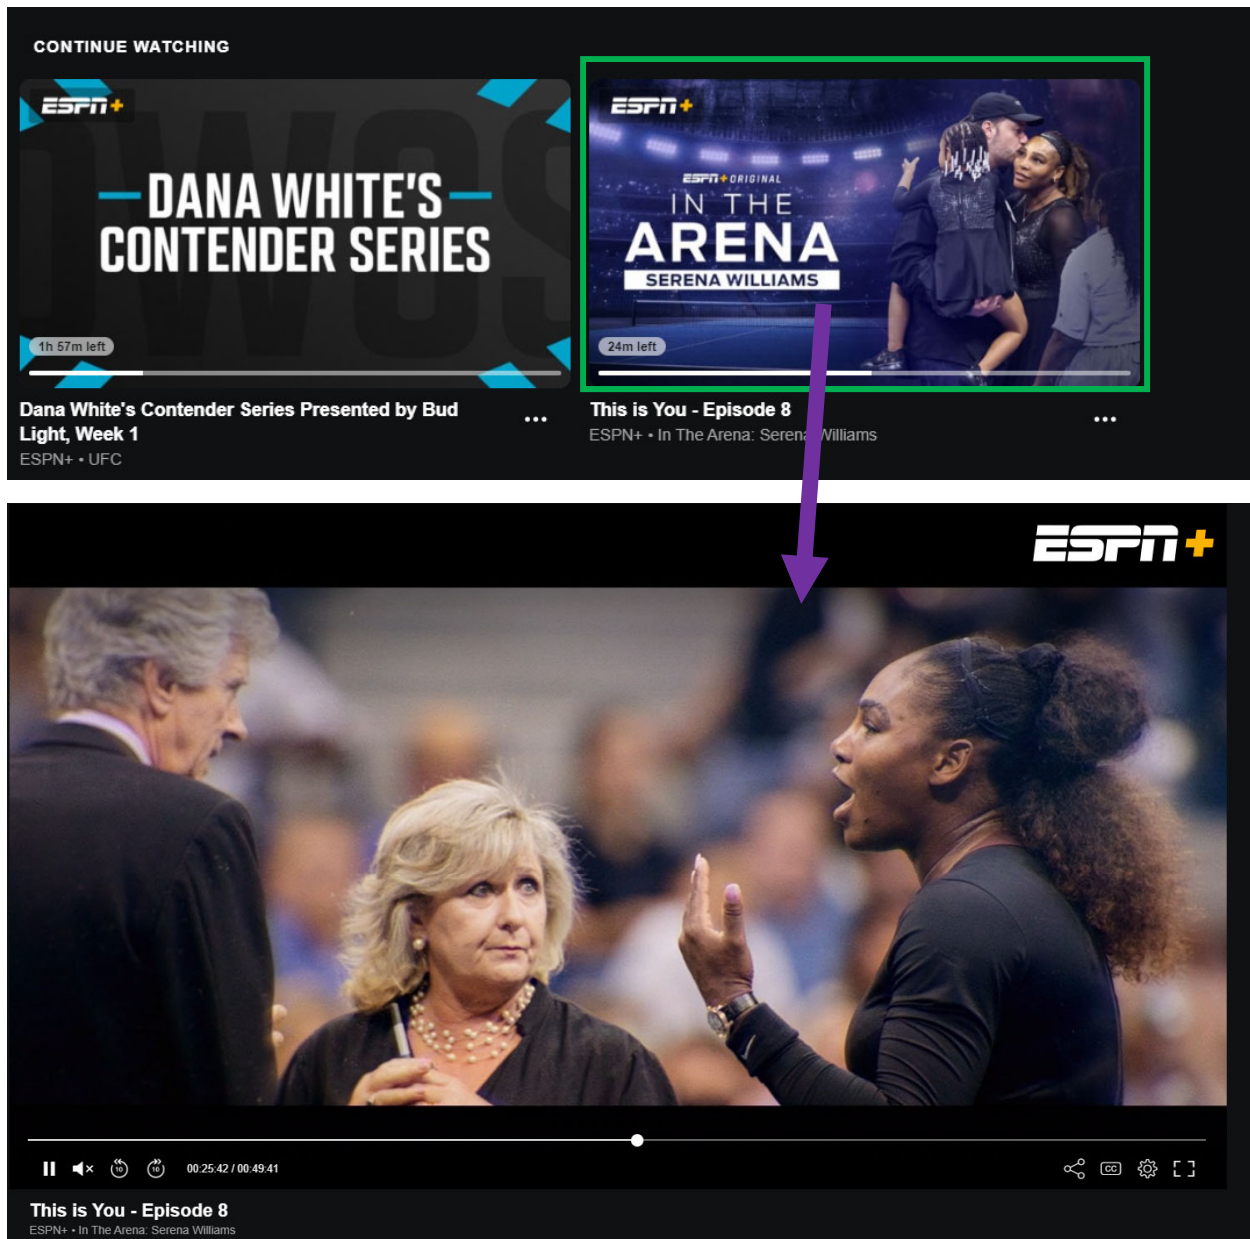 CONTINUE WATCHING
ESPN+
DANA WHITE'S
CONTENDER SERIES
1h 57m left
Dana White's Contender Series Presented by Bud
Light, Week 1
ESPN+ • UFC
ESPN+
ESPN+ ORIGINAL
IN THE
ARENA
SERENA WILLIAMS
24m left
This is You - Episode 8
ESPN+ • In The Arena: Serena Williams
ESPN+
10
10
00:25:42 / 00:49:41
CC
This is You - Episode 8
ESPN+ • In The Arena: Serena Williams